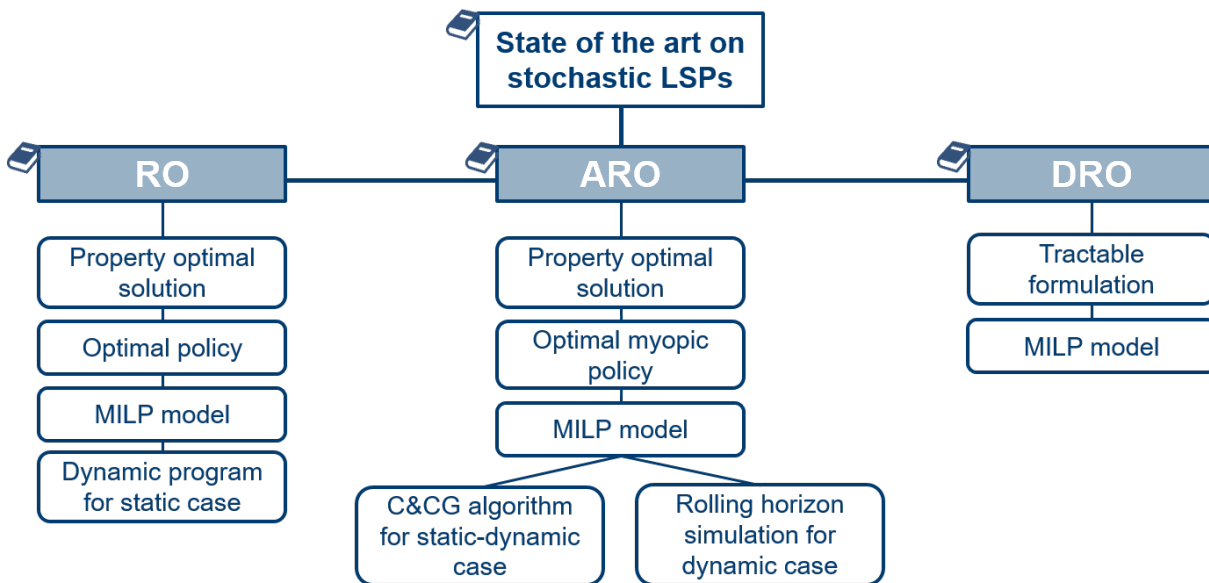 State of the art on
stochastic LSPs
RO
ARO
DRO
Property optimal
solution
Optimal policy
MILP model
Dynamic program
for static case
Property optimal
solution
Optimal myopic
policy
MILP model
C&CG algorithm
for static-dynamic
case
Rolling horizon
simulation for
dynamic case
Tractable
formulation
MILP model